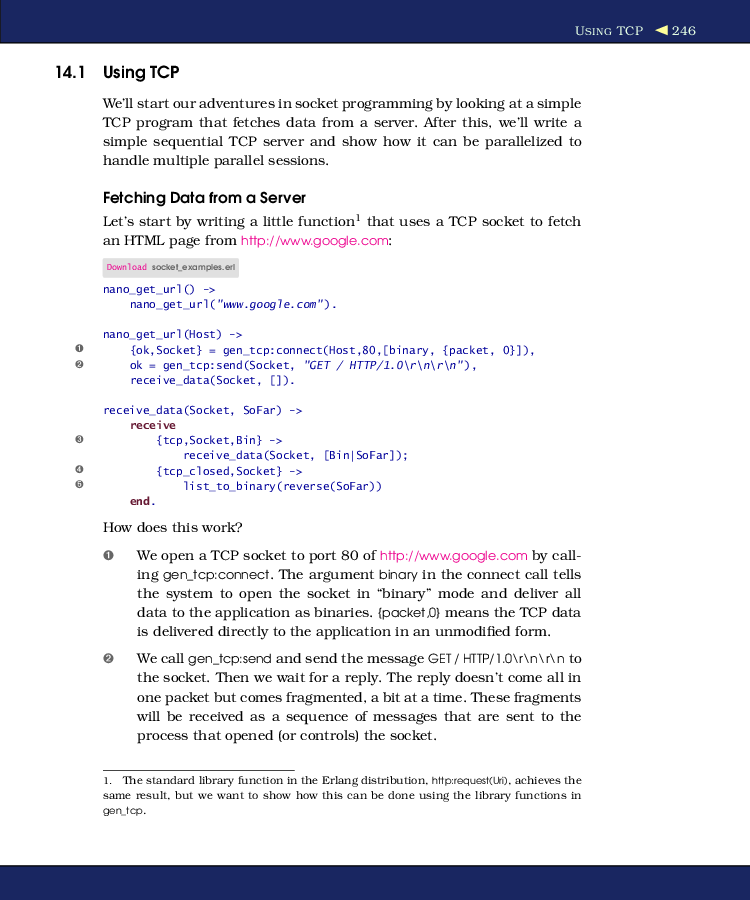 USING TCP ◀ 246
14.1 Using TCP
We'll start our adventures in socket programming by looking at a simple
TCP program that fetches data from a server. After this, we'll write a
simple sequential TCP server and show how it can be parallelized to
handle multiple parallel sessions.
Fetching Data from a Server
Let's start by writing a little function1 that uses a TCP socket to fetch
an HTML page from http://www.google.com:
Download socket_examples.erl
nano_get_url() ->
    nano_get_url("www.google.com").
nano_get_url(Host) ->
❶ {ok,Socket} = gen_tcp:connect(Host,80,[binary, {packet, 0}]),
❷ ok = gen_tcp:send(Socket, "GET / HTTP/1.0\r\n\r\n"),
    receive_data(Socket, []).
receive_data(Socket, SoFar) ->
    receive
❸ {tcp,Socket,Bin} ->
            receive_data(Socket, [Bin|SoFar]);
❹ {tcp_closed,Socket} ->
❺ list_to_binary(reverse(SoFar))
    end.
How does this work?
❶ We open a TCP socket to port 80 of http://www.google.com by call-
ing gen_tcp:connect. The argument binary in the connect call tells
the system to open the socket in “binary” mode and deliver all
data to the application as binaries. {packet,0} means the TCP data
is delivered directly to the application in an unmodified form.
❷ We call gen_tcp:send and send the message GET / HTTP/1.0\r\n\r\n to
the socket. Then we wait for a reply. The reply doesn't come all in
one packet but comes fragmented, a bit at a time. These fragments
will be received as a sequence of messages that are sent to the
process that opened (or controls) the socket.
1. The standard library function in the Erlang distribution, http:request(Uri), achieves the
same result, but we want to show how this can be done using the library functions in
gen_tcp.